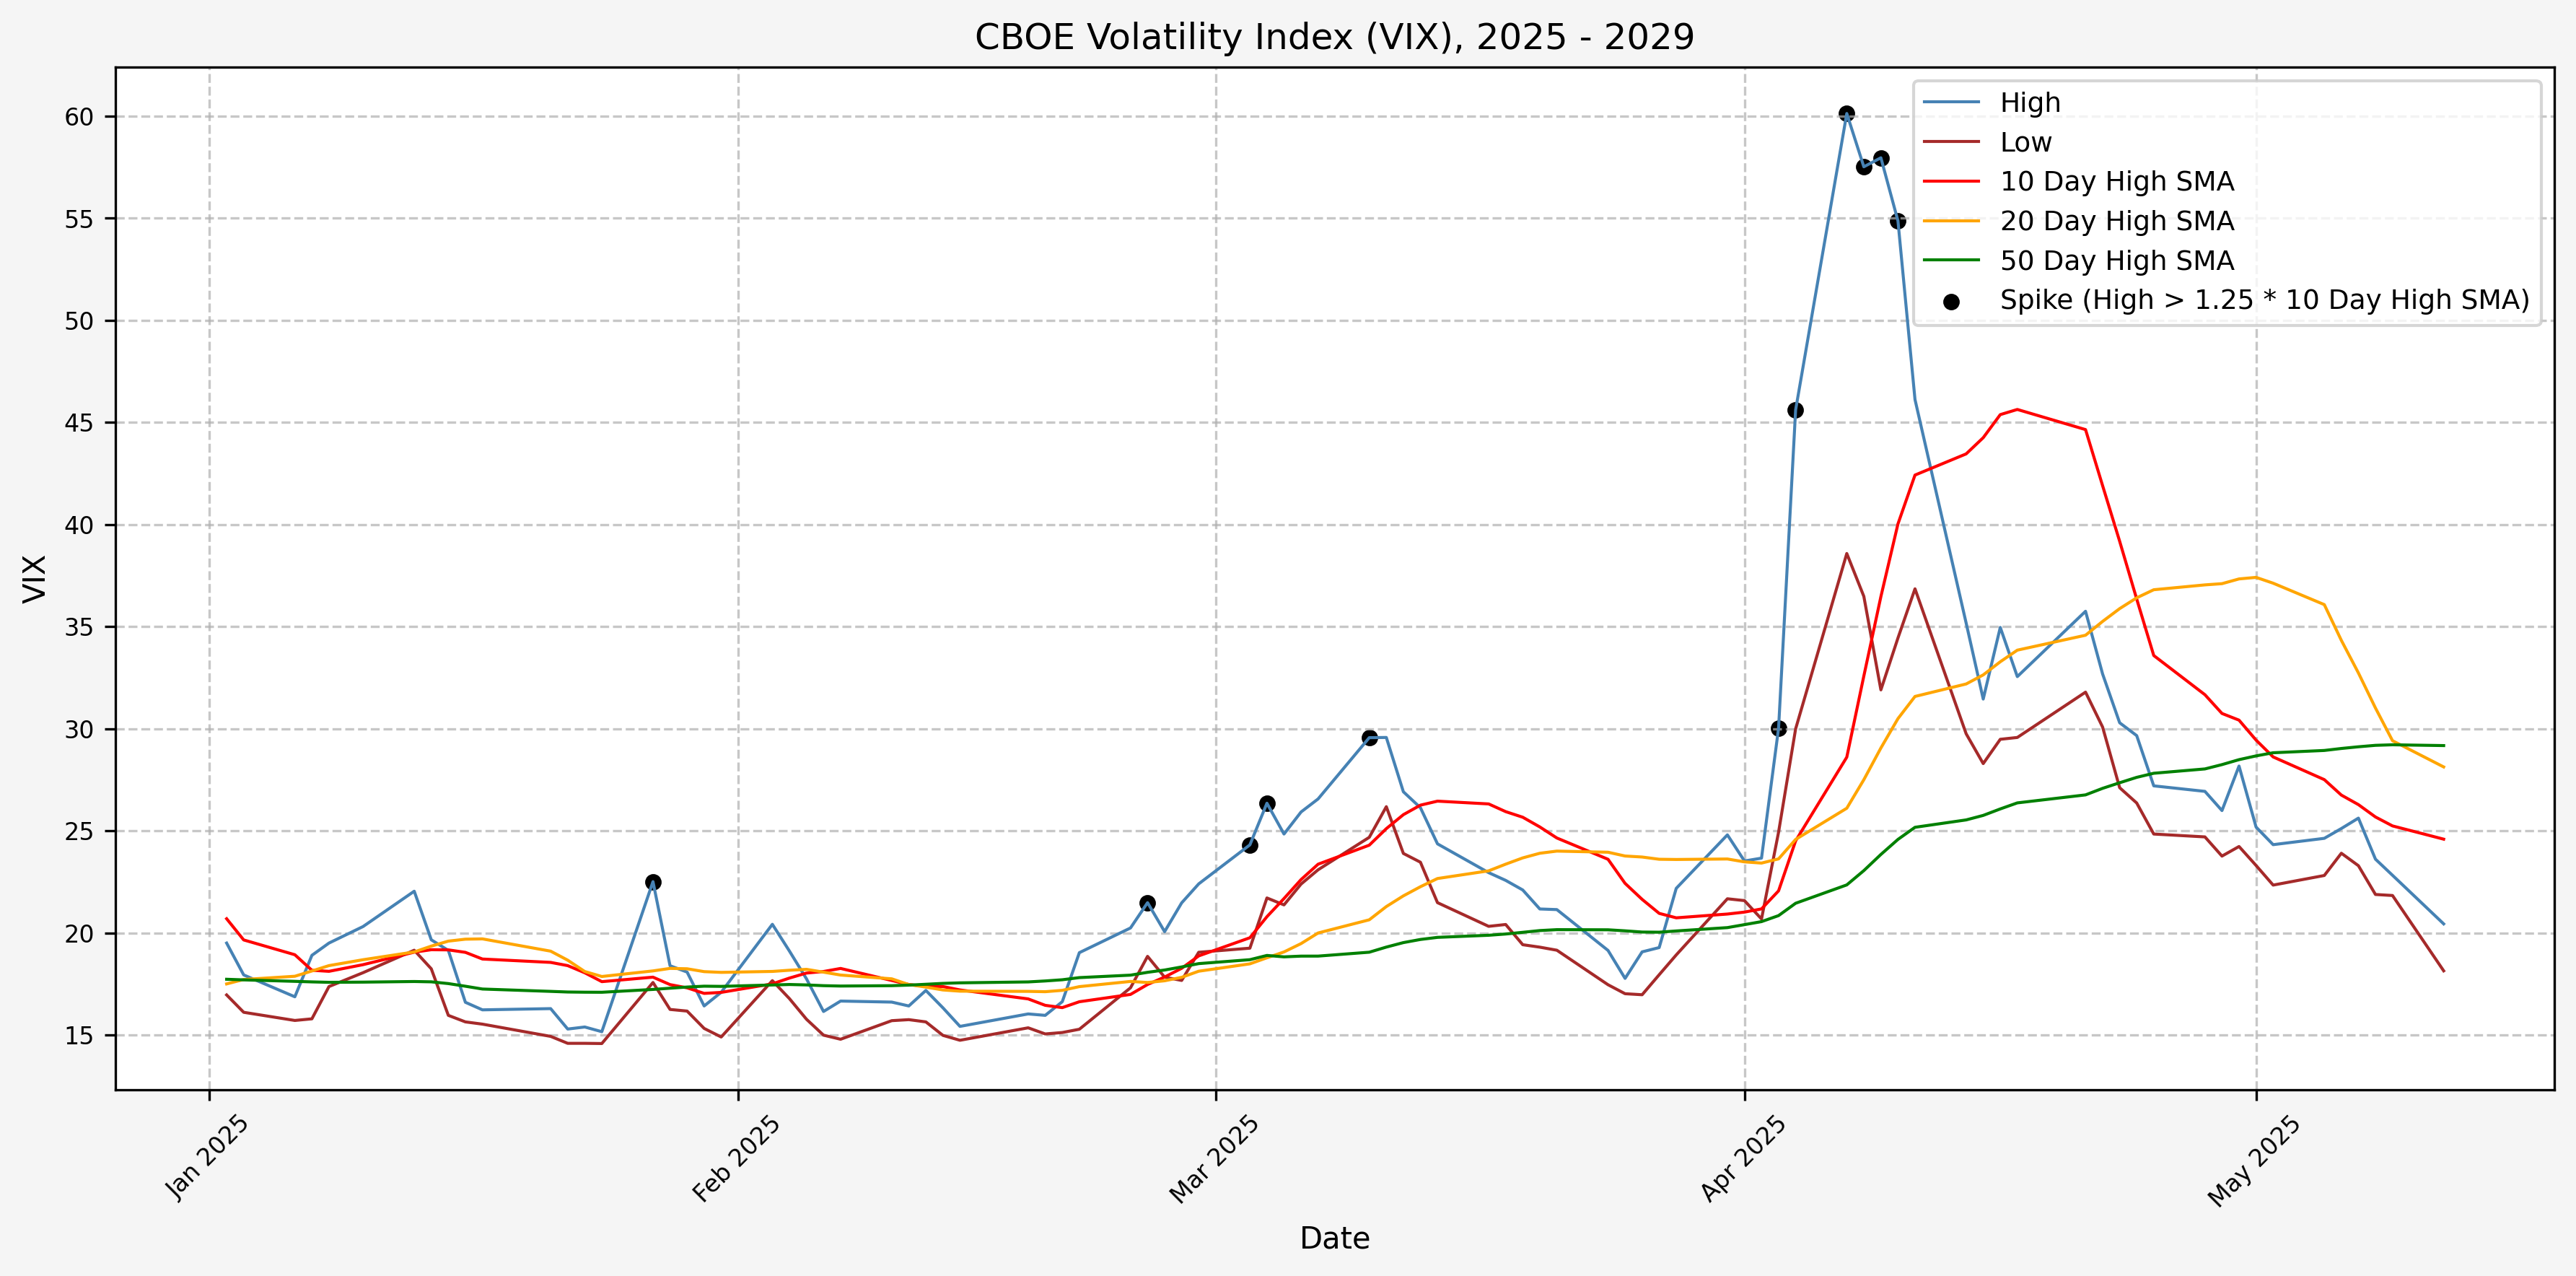 CBOE Volatility Index (VIX), 2025 - 2029
High
Low
10 Day High SMA
20 Day High SMA
50 Day High SMA
Spike (High > 1.25 * 10 Day High SMA)
VIX
60
55
50
45
40
35
30
25
20
15
Jan 2025
Feb 2025
Mar 2025
Apr 2025
May 2025
Date